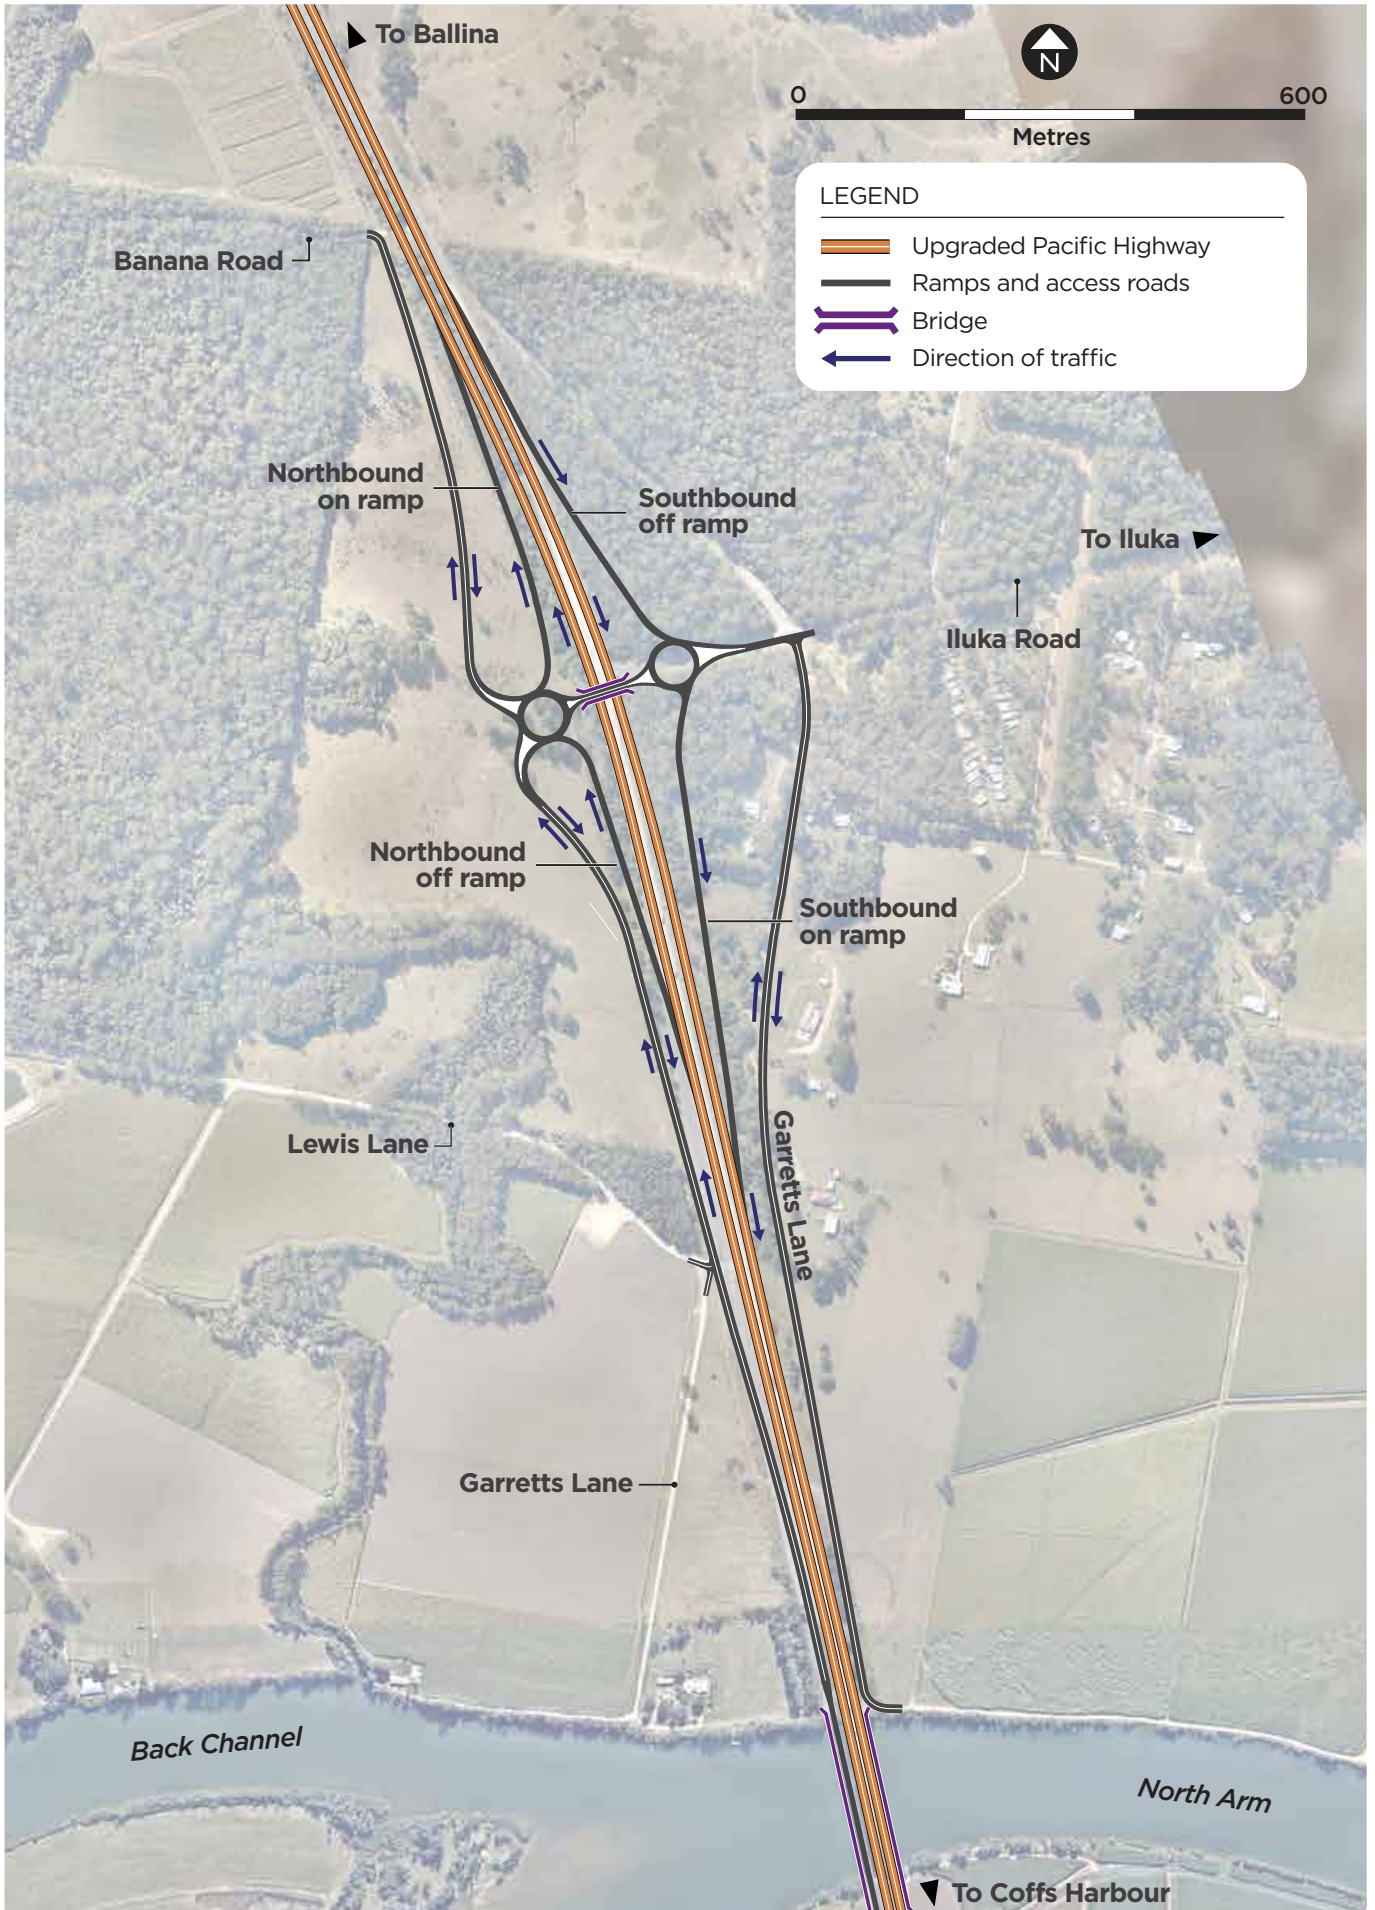 To Ballina
N
0
600
Metres
LEGEND
Upgraded Pacific Highway
Ramps and access roads
Bridge
Direction of traffic
Banana Road
Northbound
on ramp
Southbound
off ramp
To Iluka
Iluka Road
Northbound
off ramp
Southbound
on ramp
Garretts Lane
Lewis Lane
Garretts Lane
Back Channel
North Arm
To Coffs Harbour